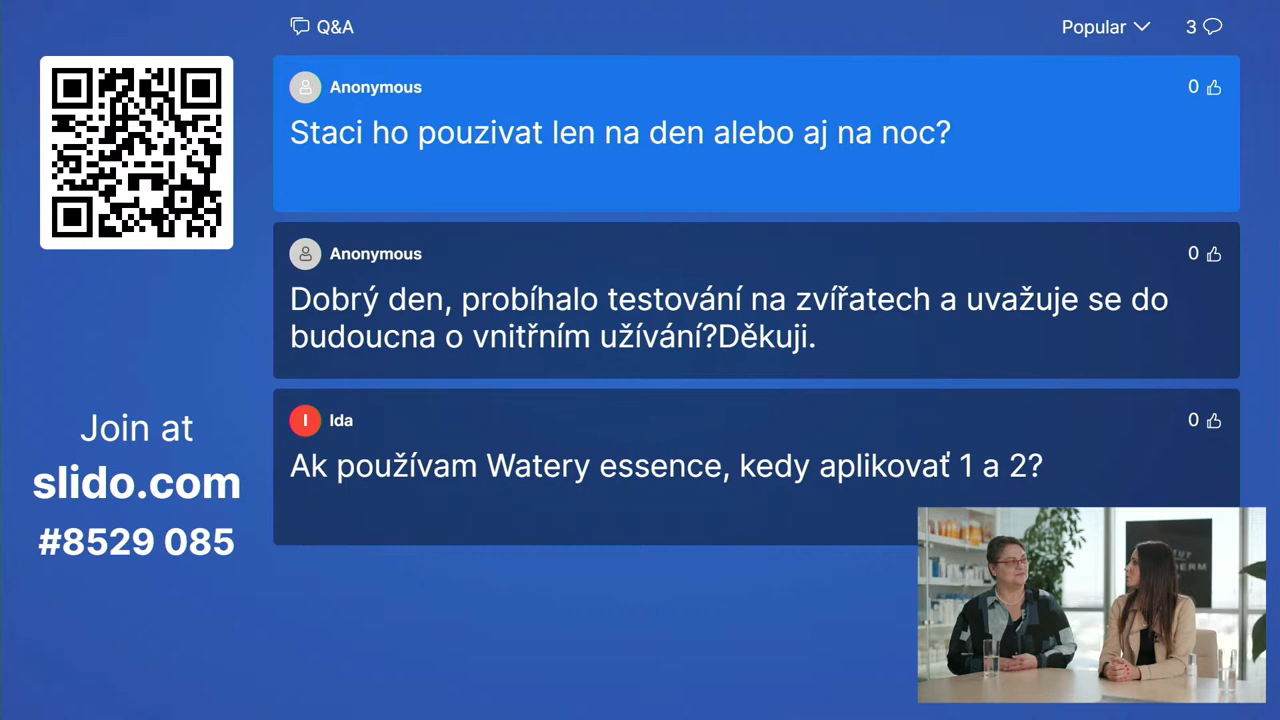 Q&A
Popular
3
Anonymous
0
Staci ho pouzivat len na den alebo aj na noc?
Anonymous
0
Dobrý den, probíhalo testování na zvířatech a uvažuje se do
budoucna o vnitřním užívání?Děkuji.
I
Ida
0
Ak používam Watery essence, kedy aplikovať 1 a 2?
Join at
slido.com
#8529 085